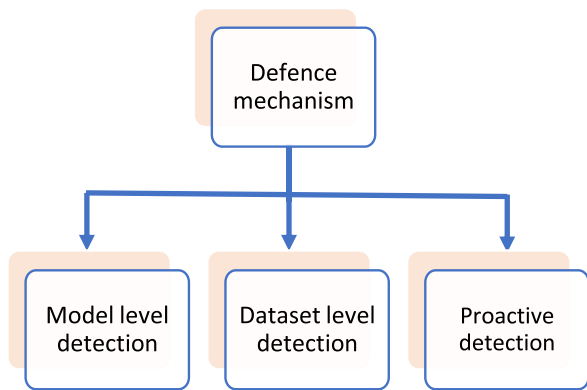 Defence
mechanism
Model level
detection
Dataset level
detection
Proactive
detection